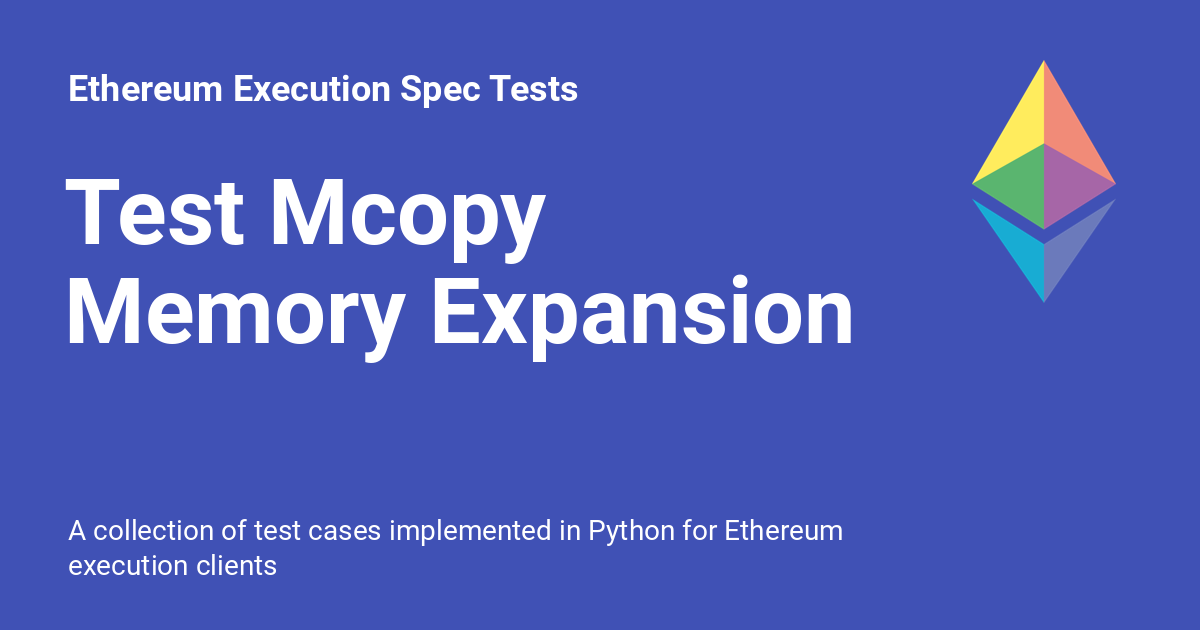 Ethereum Execution Spec Tests
Test Mcopy
Memory Expansion
A collection of test cases implemented in Python for Ethereum
execution clients